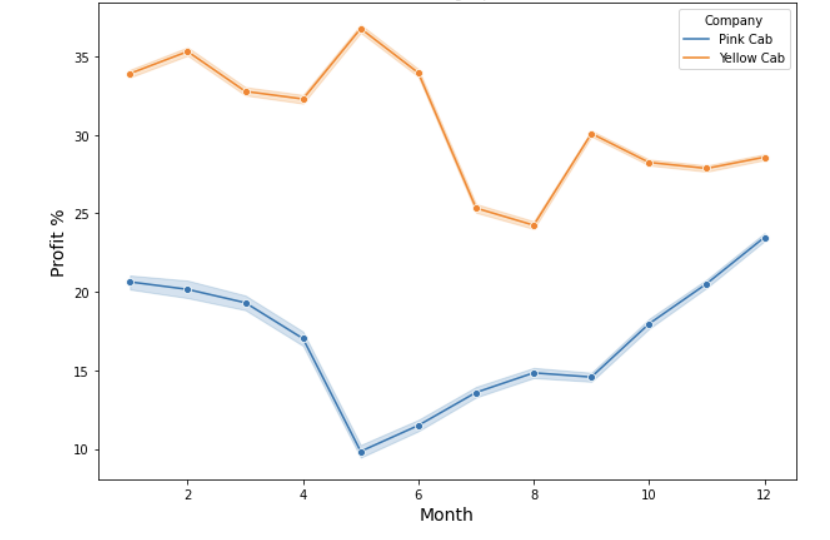 Company
Pink Cab
Yellow Cab
35
30
25
20
15
10
Profit %
2 4 6 8 10 12
Month